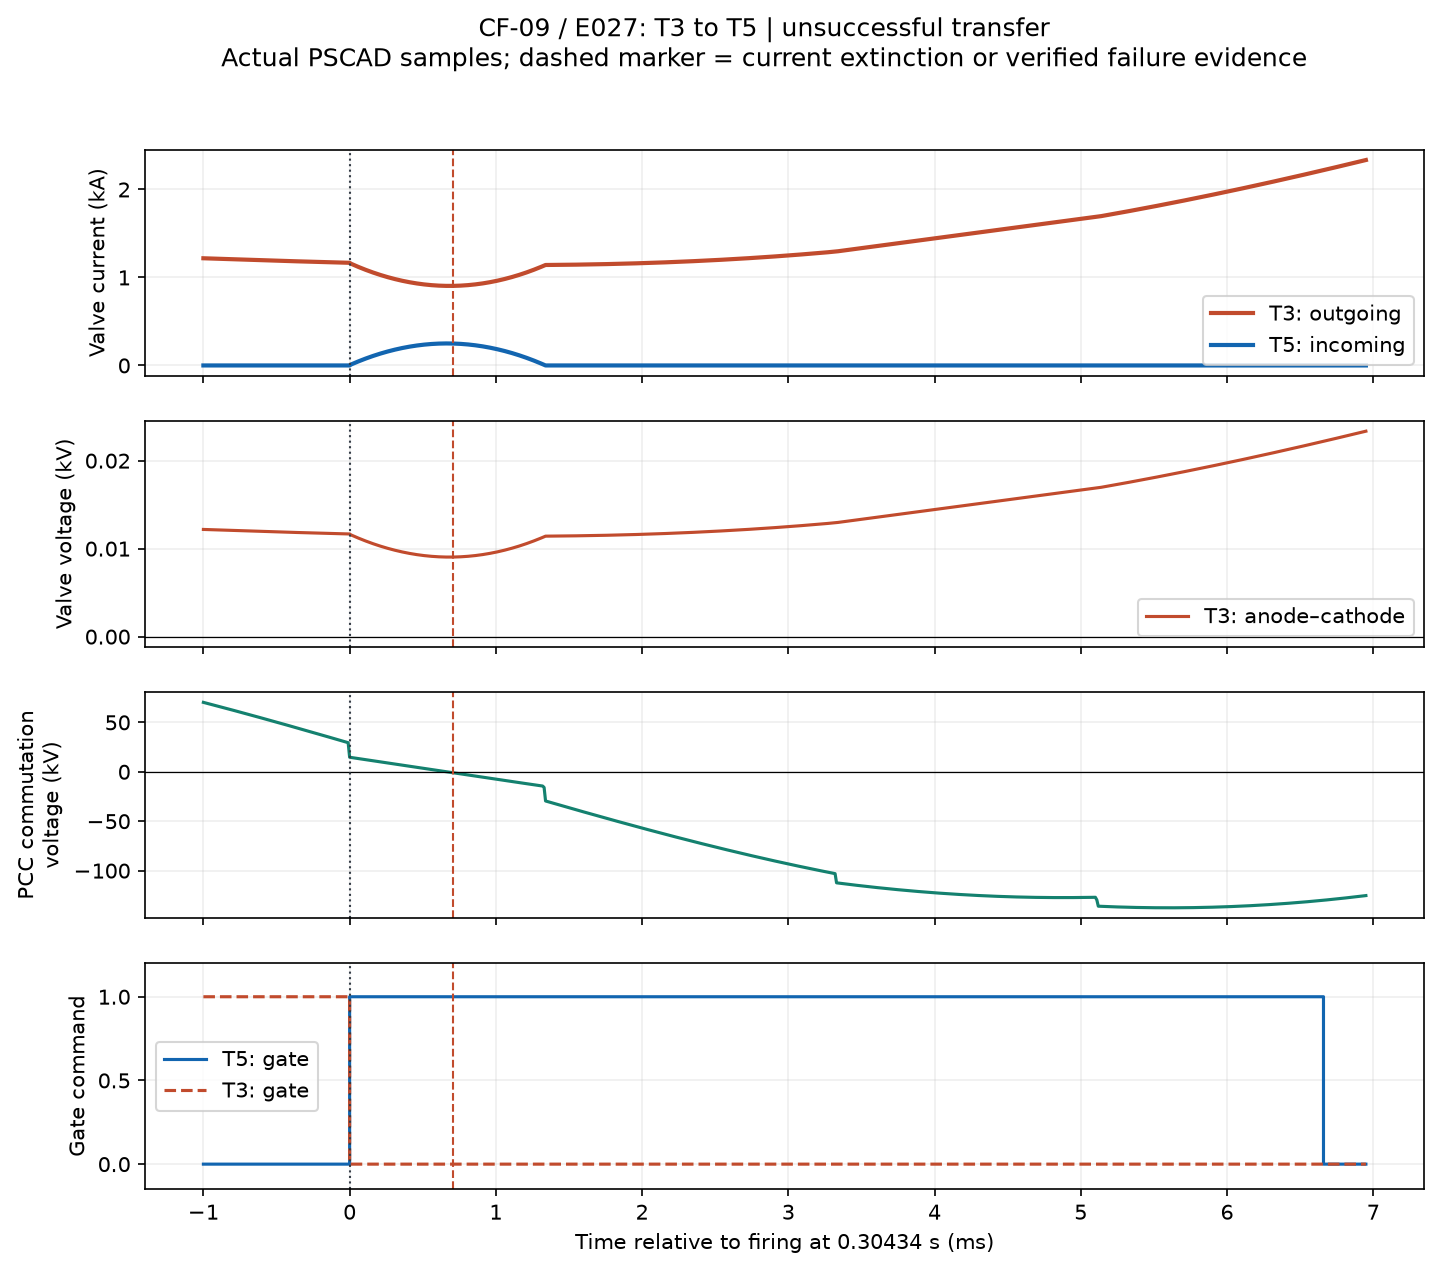 CF-09 / E027: T3 to T5 | unsuccessful transfer
Actual PSCAD samples; dashed marker = current extinction or verified failure evidence
Valve current (kA)
2
1
0
T3: outgoing
T5: incoming
Valve voltage (kV)
0.02
0.01
0.00
T3: anode–cathode
PCC commutation
voltage (kV)
50
0
−50
−100
Gate command
1.0
0.5
0.0
T5: gate
T3: gate
−1 0 1 2 3 4 5 6 7
Time relative to firing at 0.30434 s (ms)